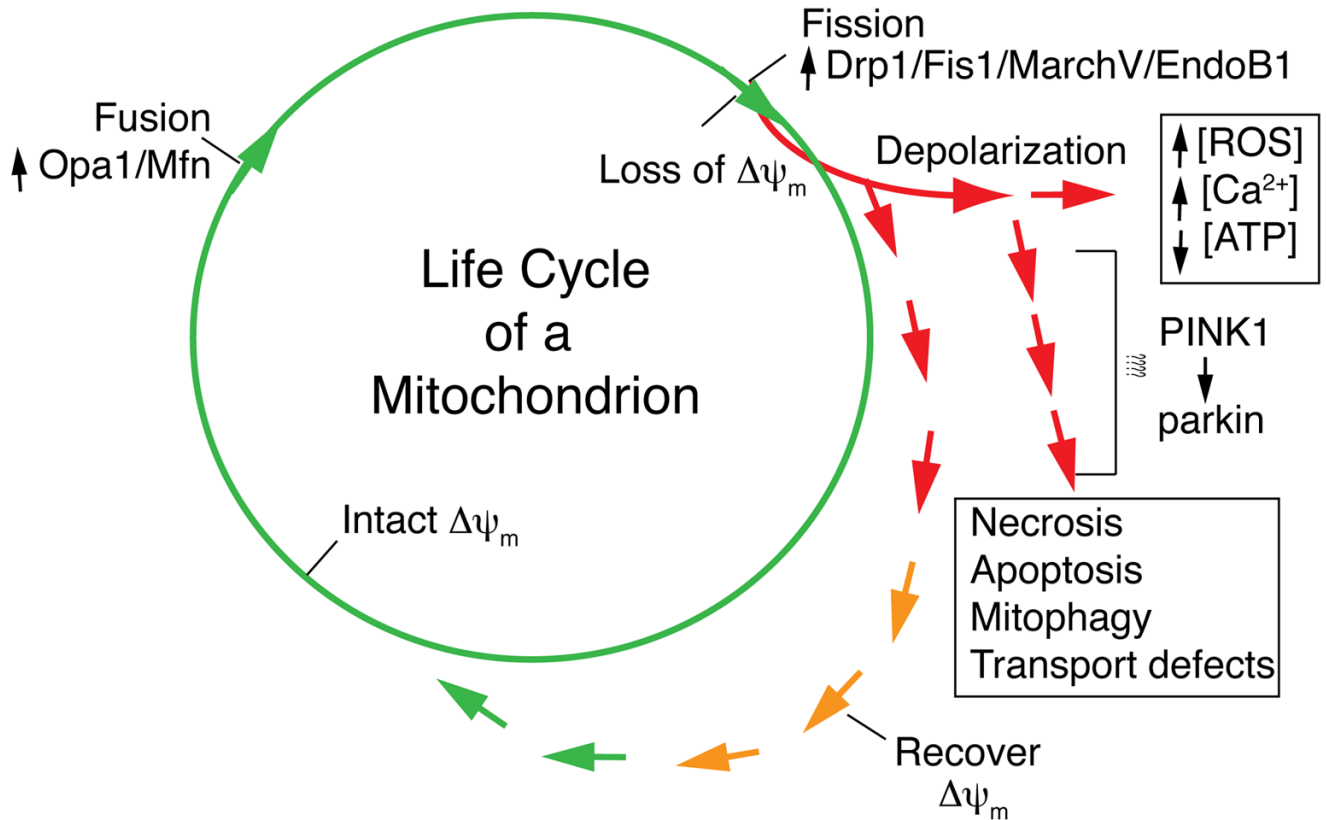 Fission
Drp1/Fis1/MarchV/EndoB1
Fusion
Opa1/Mfn
Loss of Δψm
Depolarization
[ROS]
[Ca²⁺]
[ATP]
Life Cycle
of a
Mitochondrion
PINK1
parkin
Intact Δψm
Necrosis
Apoptosis
Mitophagy
Transport defects
Recover
Δψm